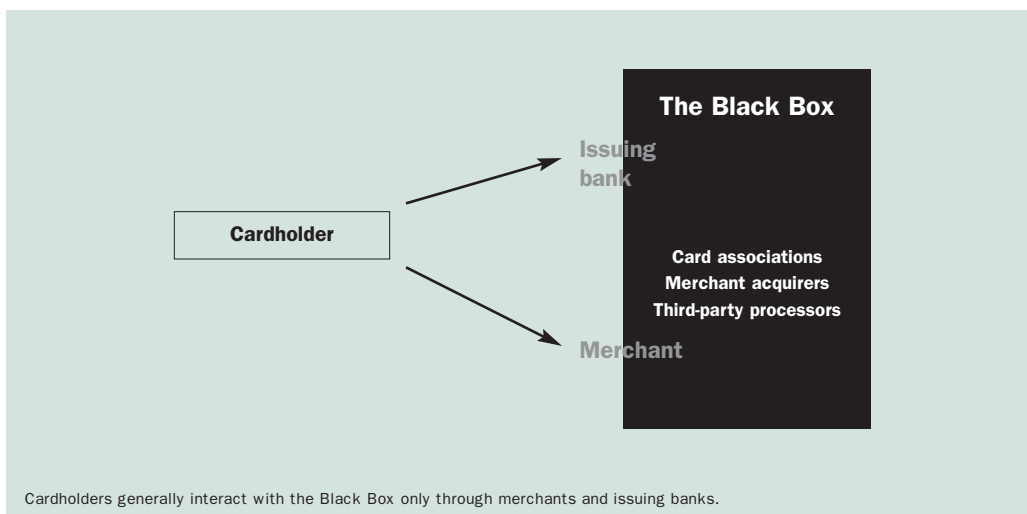 The Black Box
Issuing
bank
Cardholder
Card associations
Merchant acquirers
Third-party processors
Merchant
Cardholders generally interact with the Black Box only through merchants and issuing banks.